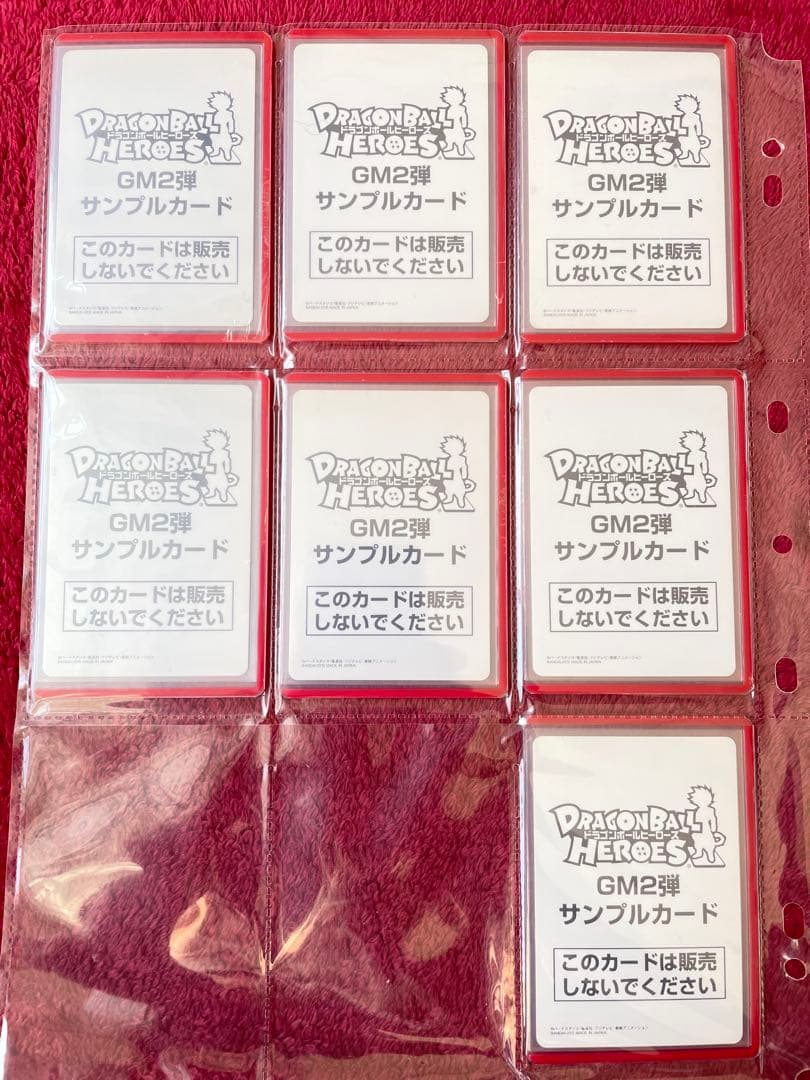 DRAGON BALL
ドラゴンボールヒーローズ
HEROES
GM2弾
サンプルカード
このカードは販売
しないでください
DRAGON BALL
ドラゴンボールヒーローズ
HEROES
GM2弾
サンプルカード
このカードは販売
しないでください
DRAGON BALL
ドラゴンボールヒーローズ
HEROES
GM2弾
サンプルカード
このカードは販売
しないでください
DRAGON BALL
ドラゴンボールヒーローズ
HEROES
GM2弾
サンプルカード
このカードは販売
しないでください
DRAGON BALL
ドラゴンボールヒーローズ
HEROES
GM2弾
サンプルカード
このカードは販売
しないでください
DRAGON BALL
ドラゴンボールヒーローズ
HEROES
GM2弾
サンプルカード
このカードは販売
しないでください
DRAGON BALL
ドラゴンボールヒーローズ
HEROES
GM2弾
サンプルカード
このカードは販売
しないでください